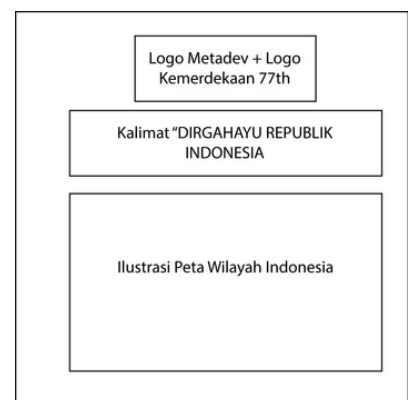 Logo Metadev + Logo
Kemerdekaan 77th
Kalimat “DIRGAHAYU REPUBLIK
INDONESIA
Ilustrasi Peta Wilayah Indonesia